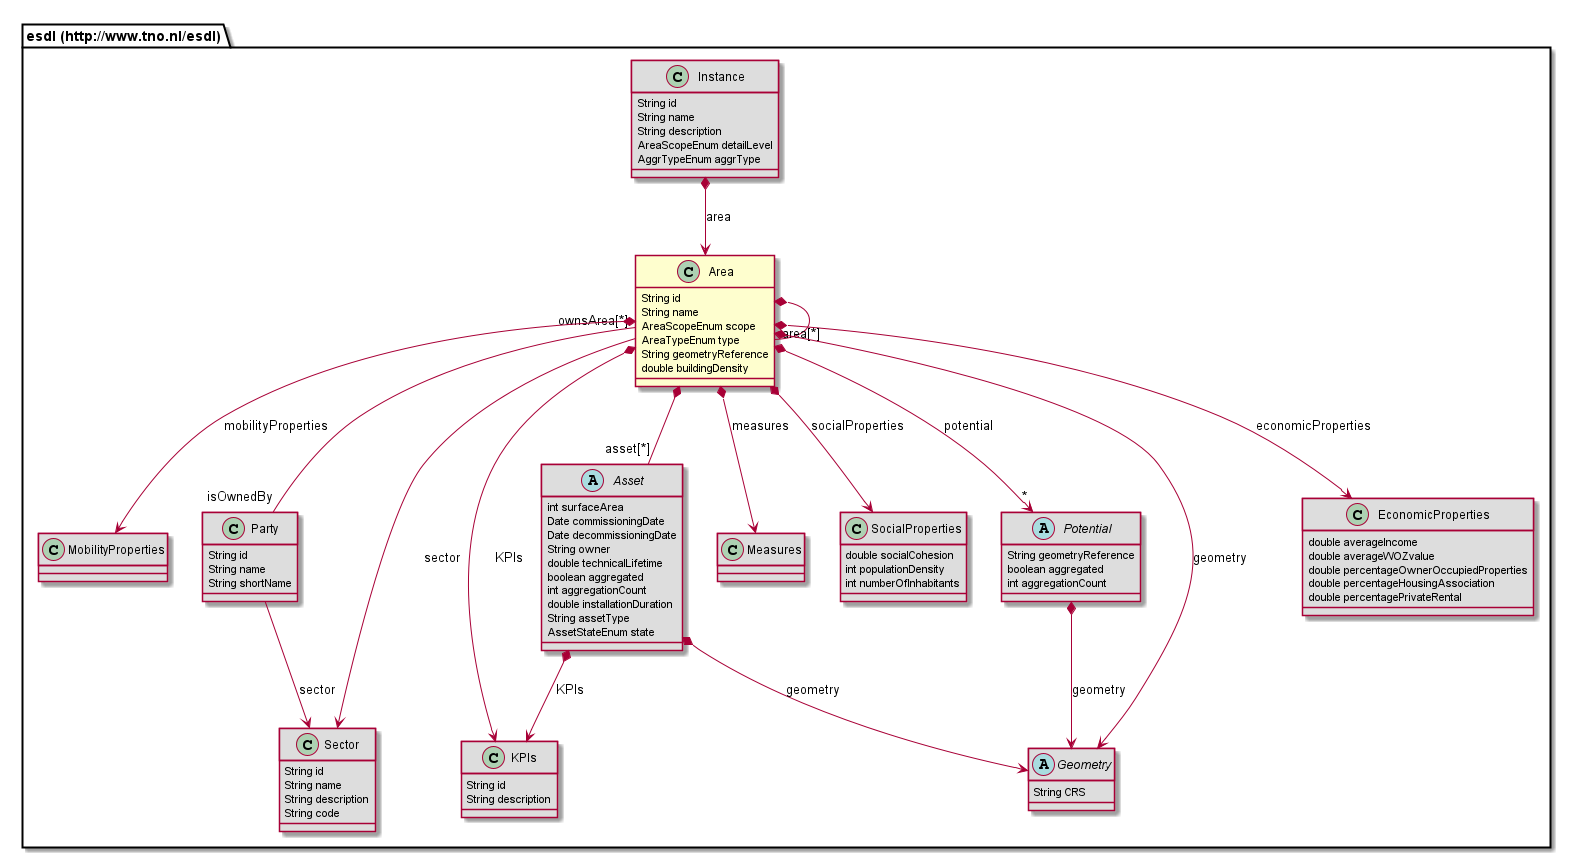 esdl (http://www.tno.nl/esdl)
C Instance
String id
String name
String description
AreaScopeEnum detailLevel
AggrTypeEnum aggrType
area
C Area
String id
String name
AreaScopeEnum scope
AreaTypeEnum type
String geometryReference
double buildingDensity
ownsArea[*]
area[*]
mobilityProperties
measures
socialProperties
potential
economicProperties
asset[*]
isOwnedBy
*
sector
KPIs
geometry
C MobilityProperties
C Party
String id
String name
String shortName
A Asset
int surfaceArea
Date commissioningDate
Date decommissioningDate
String owner
double technicalLifetime
boolean aggregated
int aggregationCount
double installationDuration
String assetType
AssetStateEnum state
C Measures
C SocialProperties
double socialCohesion
int populationDensity
int numberOfInhabitants
A Potential
String geometryReference
boolean aggregated
int aggregationCount
C EconomicProperties
double averageIncome
double averageWOZvalue
double percentageOwnerOccupiedProperties
double percentageHousingAssociation
double percentagePrivateRental
sector
KPIs
geometry
geometry
C Sector
String id
String name
String description
String code
C KPIs
String id
String description
A Geometry
String CRS